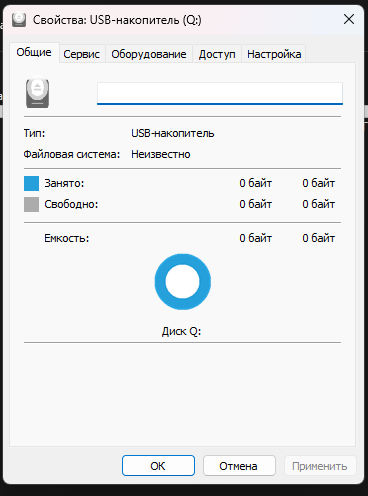 Свойства: USB-накопитель (Q:)
Общие Сервис Оборудование Доступ Настройка
Тип: USB-накопитель
Файловая система: Неизвестно
Занято: 0 байт 0 байт
Свободно: 0 байт 0 байт
Емкость: 0 байт 0 байт
Диск Q:
ОК Отмена Применить